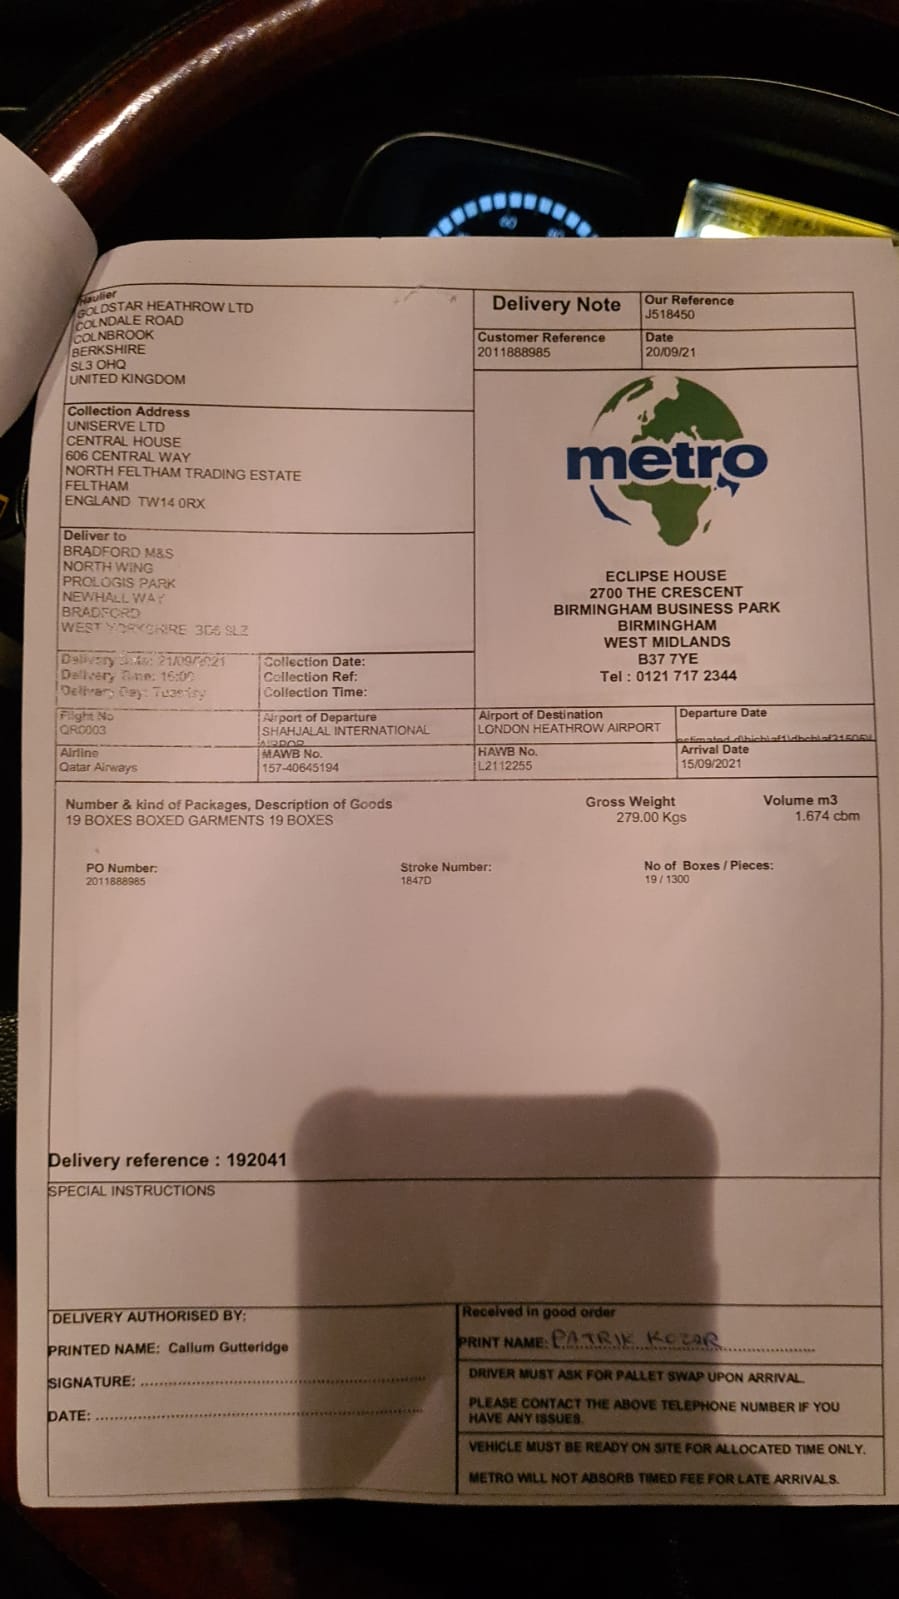 Haulier
GOLDSTAR HEATHROW LTD
COLNDALE ROAD
COLNBROOK
BERKSHIRE
SL3 OHQ
UNITED KINGDOM
Delivery Note
Our Reference
J518450
Customer Reference
2011888985
Date
20/09/21
Collection Address
UNISERVE LTD
CENTRAL HOUSE
606 CENTRAL WAY
NORTH FELTHAM TRADING ESTATE
FELTHAM
ENGLAND TW14 0RX
metro
ECLIPSE HOUSE
2700 THE CRESCENT
BIRMINGHAM BUSINESS PARK
BIRMINGHAM
WEST MIDLANDS
B37 7YE
Tel : 0121 717 2344
Deliver to
BRADFORD M&S
NORTH WING
PROLOGIS PARK
NEWHALL WAY
BRADFORD
WEST YORKSHIRE
Delivery Date: 21/09/2021
Delivery Time: 16:00
Delivery Day: Tuesday
Collection Date:
Collection Ref:
Collection Time:
Flight No
QR0003
Airport of Departure
SHAHJALAL INTERNATIONAL
Airport of Destination
LONDON HEATHROW AIRPORT
Departure Date
Airline
Qatar Airways
MAWB No.
157-40645194
HAWB No.
L2112255
Arrival Date
15/09/2021
Number & kind of Packages, Description of Goods
19 BOXES BOXED GARMENTS 19 BOXES
Gross Weight
279.00 Kgs
Volume m3
1.674 cbm
PO Number:
2011888985
Stroke Number:
1847D
No of Boxes / Pieces:
19 / 1300
Delivery reference : 192041
SPECIAL INSTRUCTIONS
DELIVERY AUTHORISED BY:
PRINTED NAME: Callum Gutteridge
SIGNATURE:
DATE:
Received in good order
PRINT NAME: PATRIK KOZAR
DRIVER MUST ASK FOR PALLET SWAP UPON ARRIVAL.
PLEASE CONTACT THE ABOVE TELEPHONE NUMBER IF YOU
HAVE ANY ISSUES.
VEHICLE MUST BE READY ON SITE FOR ALLOCATED TIME ONLY.
METRO WILL NOT ABSORB TIMED FEE FOR LATE ARRIVALS.